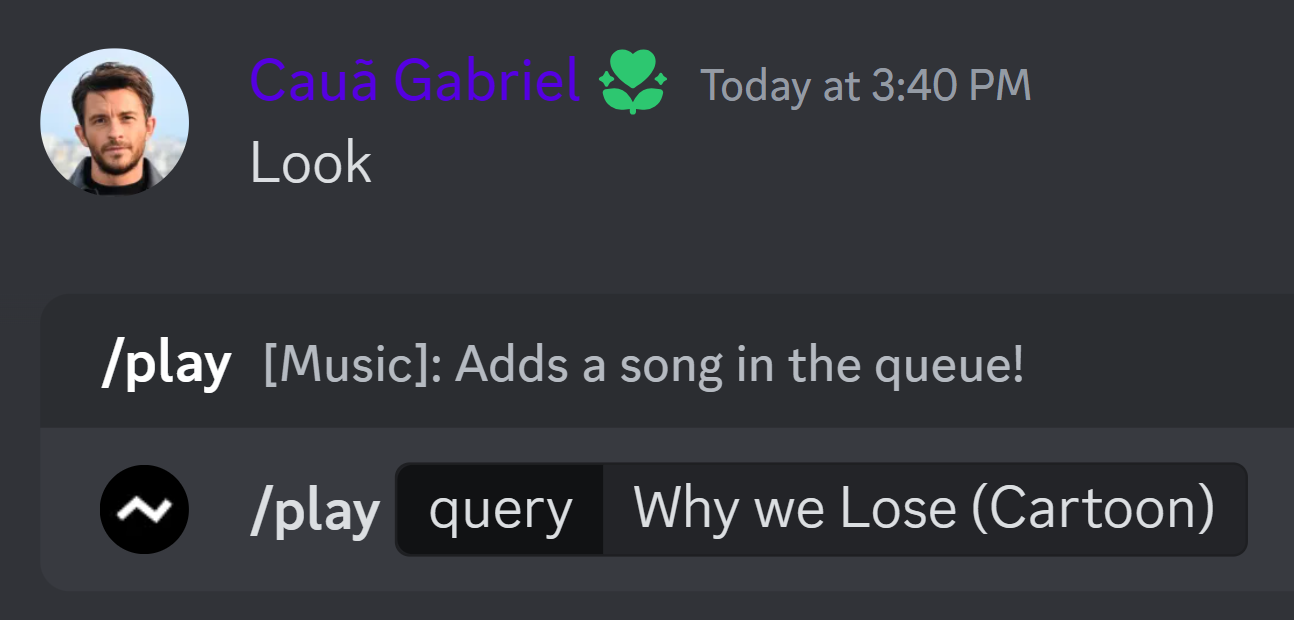 Cauã Gabriel Today at 3:40 PM
Look
/play [Music]: Adds a song in the queue!
/play query Why we Lose (Cartoon)